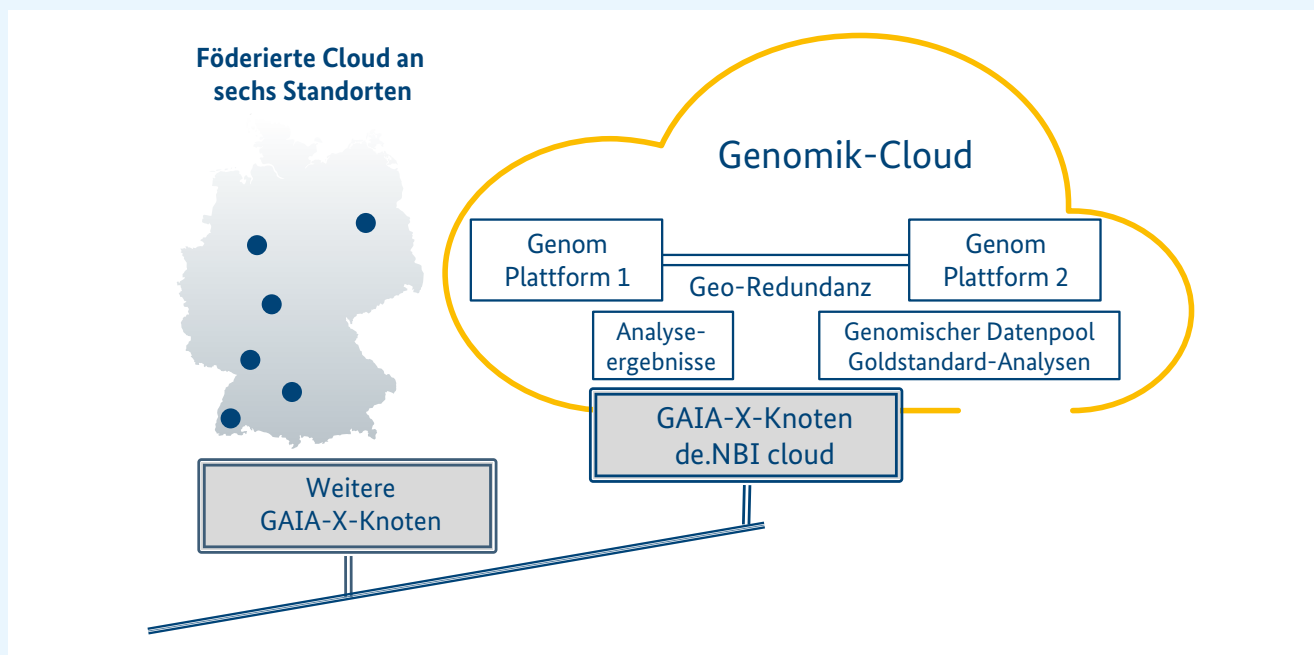 Föderierte Cloud an
sechs Standorten
Genomik-Cloud
Genom
Plattform 1
Geo-Redundanz
Genom
Plattform 2
Analyse-
ergebnisse
Genomischer Datenpool
Goldstandard-Analysen
GAIA-X-Knoten
de.NBI cloud
Weitere
GAIA-X-Knoten